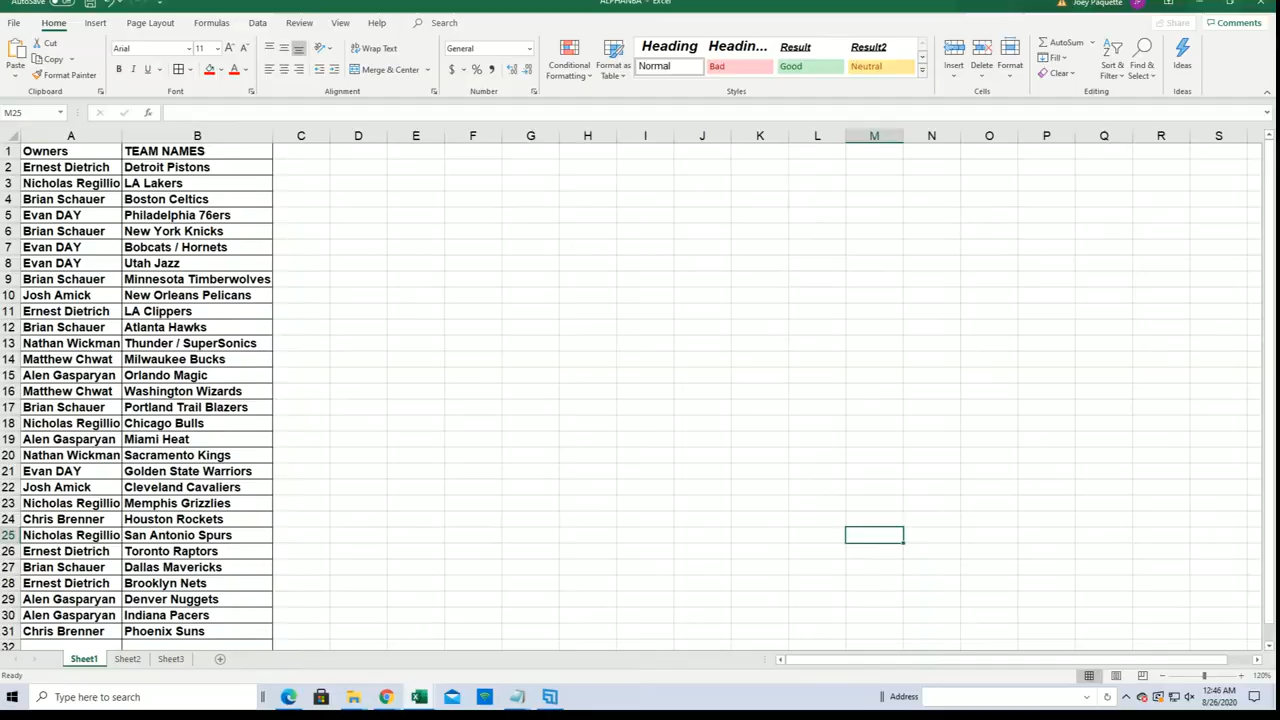 AutoSave Off ALPHANBA - Excel Joey Paquette JP
File Home Insert Page Layout Formulas Data Review View Help Search Share Comments
Paste Cut Copy Format Painter Clipboard
Arial 11 B I U Font
Wrap Text Merge & Center Alignment
General $ % Number
Conditional Formatting Format as Table
Heading Headin... Result Result2
Normal Bad Good Neutral
Styles
Insert Delete Format Cells
AutoSum Fill Clear Sort & Filter Find & Select Editing
Ideas Ideas
M25 fx
A B C D E F G H I J K L M N O P Q R S
1 Owners TEAM NAMES
2 Ernest Dietrich Detroit Pistons
3 Nicholas Regillio LA Lakers
4 Brian Schauer Boston Celtics
5 Evan DAY Philadelphia 76ers
6 Brian Schauer New York Knicks
7 Evan DAY Bobcats / Hornets
8 Evan DAY Utah Jazz
9 Brian Schauer Minnesota Timberwolves
10 Josh Amick New Orleans Pelicans
11 Ernest Dietrich LA Clippers
12 Brian Schauer Atlanta Hawks
13 Nathan Wickman Thunder / SuperSonics
14 Matthew Chwat Milwaukee Bucks
15 Alen Gasparyan Orlando Magic
16 Matthew Chwat Washington Wizards
17 Brian Schauer Portland Trail Blazers
18 Nicholas Regillio Chicago Bulls
19 Alen Gasparyan Miami Heat
20 Nathan Wickman Sacramento Kings
21 Evan DAY Golden State Warriors
22 Josh Amick Cleveland Cavaliers
23 Nicholas Regillio Memphis Grizzlies
24 Chris Brenner Houston Rockets
25 Nicholas Regillio San Antonio Spurs
26 Ernest Dietrich Toronto Raptors
27 Brian Schauer Dallas Mavericks
28 Ernest Dietrich Brooklyn Nets
29 Alen Gasparyan Denver Nuggets
30 Alen Gasparyan Indiana Pacers
31 Chris Brenner Phoenix Suns
32
Sheet1 Sheet2 Sheet3
Ready 120%
Type here to search Address 12:46 AM
8/26/2020